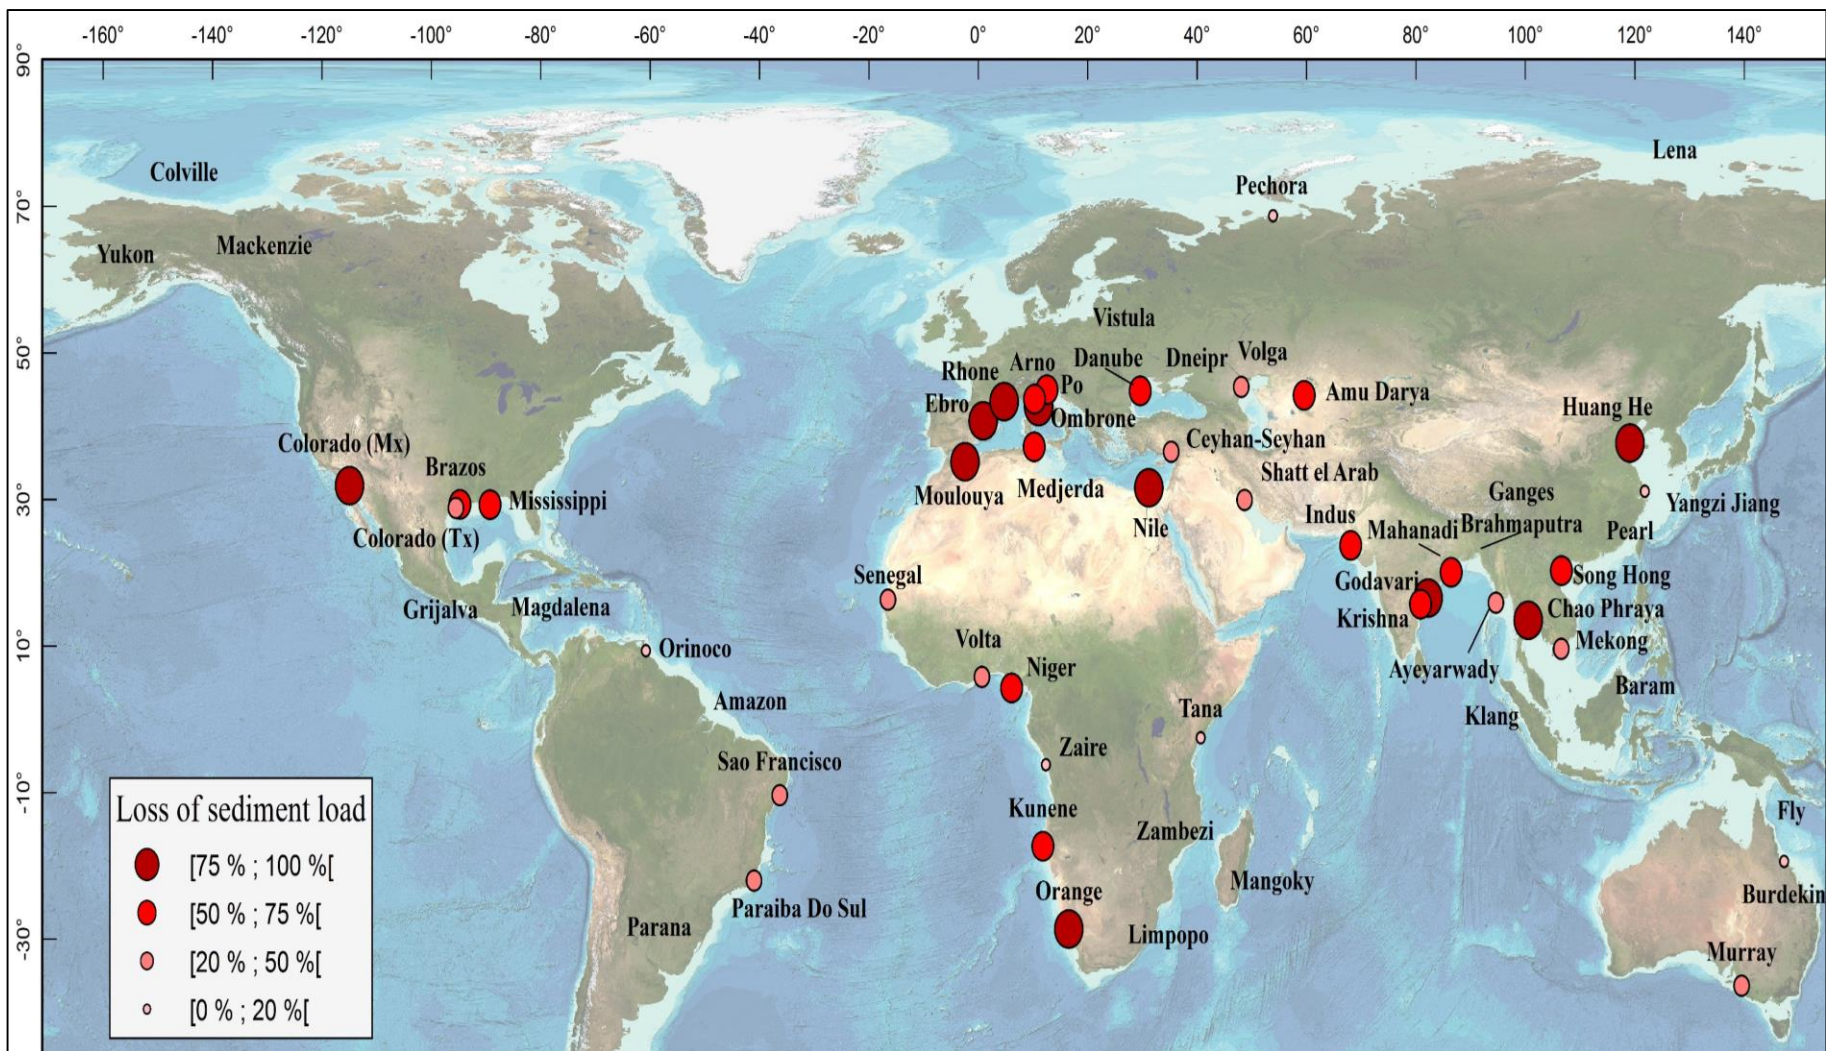 -160° -140° -120° -100° -80° -60° -40° -20° 0° 20° 40° 60° 80° 100° 120° 140°
90°
70°
50°
30°
10°
-10°
-30°
Lena
Colville
Pechora
Mackenzie
Yukon
Vistula
Arno
Danube
Dneipr
Volga
Rhone
Po
Amu Darya
Ebro
Ombrone
Huang He
Colorado (Mx)
Ceyhan-Seyhan
Brazos
Shatt el Arab
Moulouya
Medjerda
Ganges
Mississippi
Yangzi Jiang
Indus
Nile
Mahanadi
Brahmaputra
Pearl
Colorado (Tx)
Senegal
Godavari
Song Hong
Grijalva
Magdalena
Krishna
Chao Phraya
Volta
Orinoco
Mekong
Niger
Ayeyarwady
Baram
Amazon
Tana
Klang
Zaire
Sao Francisco
Kunene
Fly
Zambezi
Orange
Mangoky
Burdekin
Paraiba Do Sul
Parana
Limpopo
Murray
Loss of sediment load
[75 % ; 100 %[
[50 % ; 75 %[
[20 % ; 50 %[
[0 % ; 20 %[